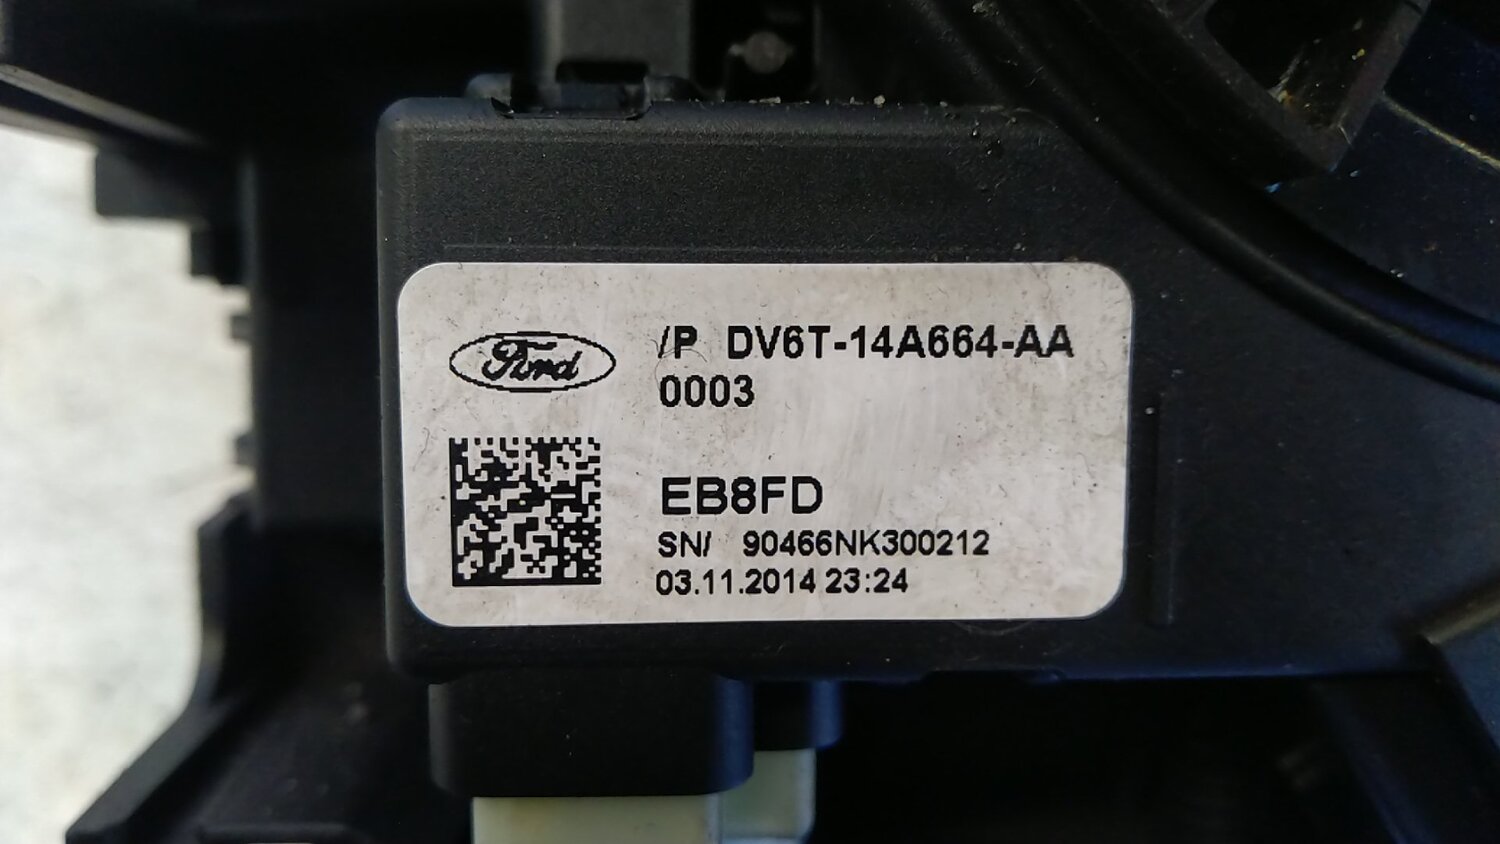 Ford
/P DV6T-14A664-AA
0003
EB8FD
SN/ 90466NK300212
03.11.2014 23:24